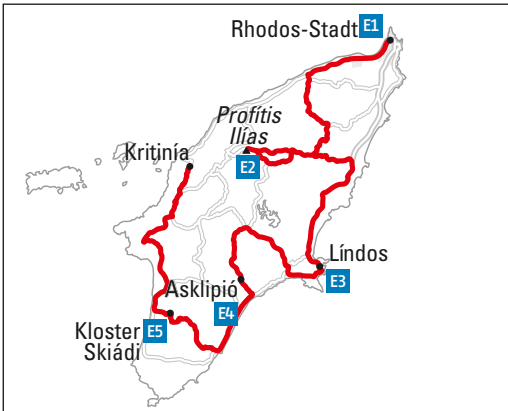 Rhodos-Stadt E1
Profítis
Ilías
E2
Kritinía
Líndos
E3
Asklipió
E4
E5
Kloster
Skiádi